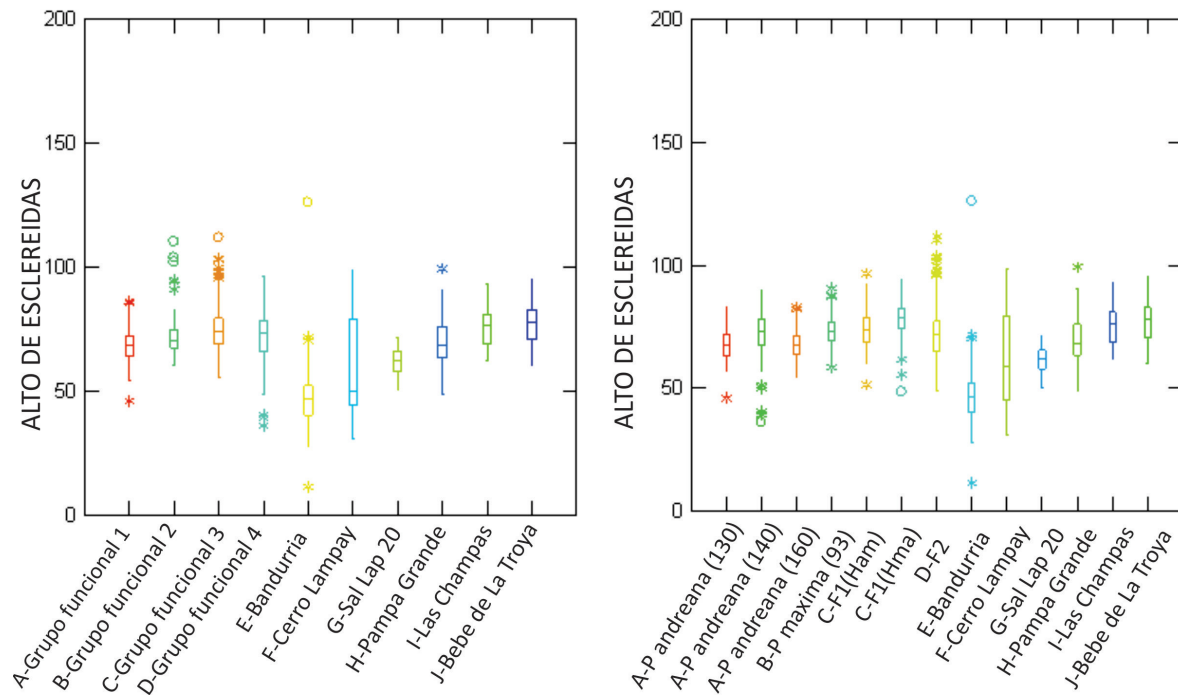 ALTO DE ESCLEREIDAS
200
150
100
50
0
A-Grupo funcional 1
B-Grupo funcional 2
C-Grupo funcional 3
D-Grupo funcional 4
E-Bandurria
F-Cerro Lampay
G-Sal Lap 20
H-Pampa Grande
I-Las Champas
J-Bebe de La Troya
ALTO DE ESCLEREIDAS
200
150
100
50
0
A-P andreana (130)
A-P andreana (140)
A-P andreana (160)
B-P maxima (93)
C-F1(Ham)
C-F1(Hma)
D-F2
E-Bandurria
F-Cerro Lampay
G-Sal Lap 20
H-Pampa Grande
I-Las Champas
J-Bebe de La Troya